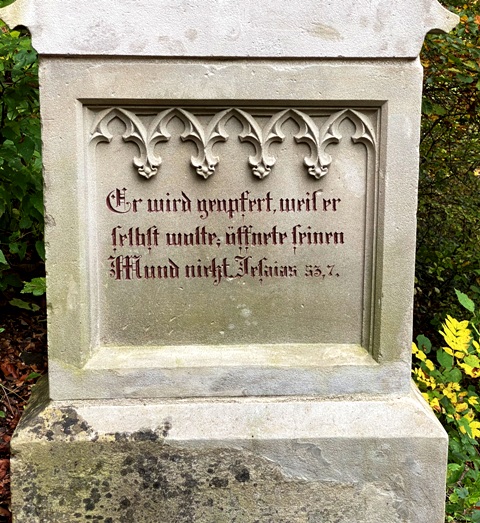 Er wird geopfert, weil er
selbst wollte, öffnete seinen
Mund nicht. Jesaias 53, 7.